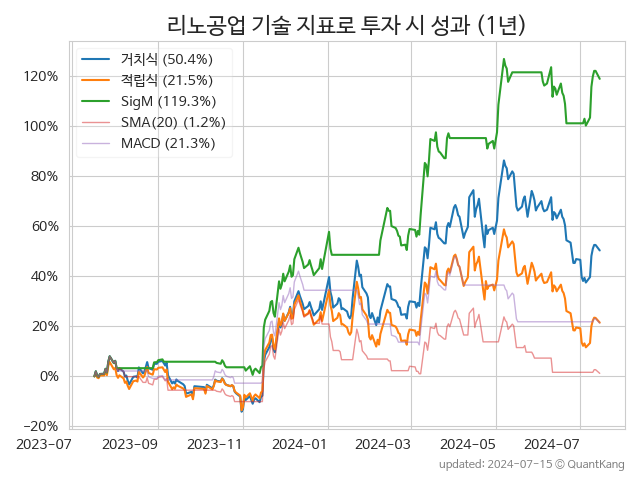 리노공업 기술 지표로 투자 시 성과 (1년)
거치식 (50.4%)
적립식 (21.5%)
SigM (119.3%)
SMA(20) (1.2%)
MACD (21.3%)
120%
100%
80%
60%
40%
20%
0%
−20%
2023-07
2023-09
2023-11
2024-01
2024-03
2024-05
2024-07
updated: 2024-07-15 © QuantKang